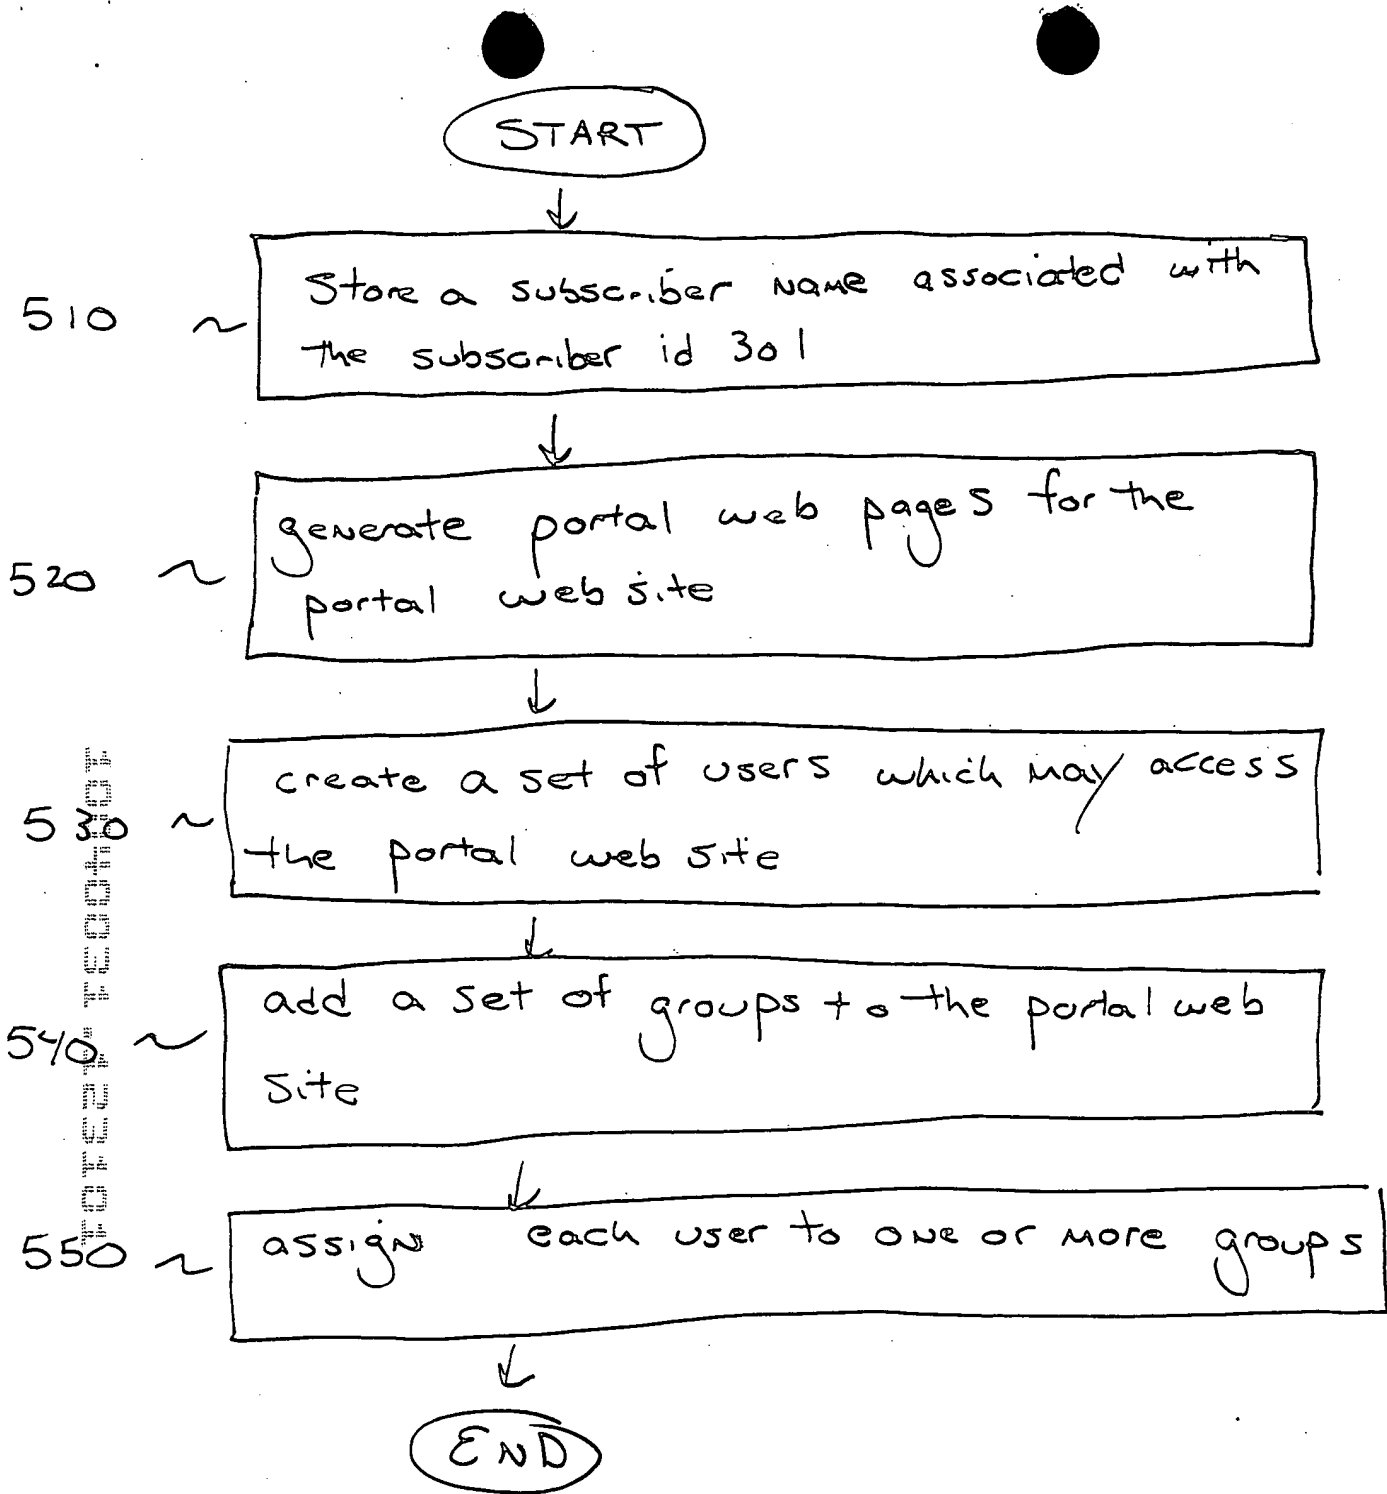 START
510 ~ Store a subscriber name associated with
the subscriber id 301
generate portal web pages for the
520 ~
portal web site
create a set of users which may access
530 ~
the portal web site
add a set of groups to the portal web
540 ~
site
550 ~ assign each user to one or more groups
END
10040031 .123101